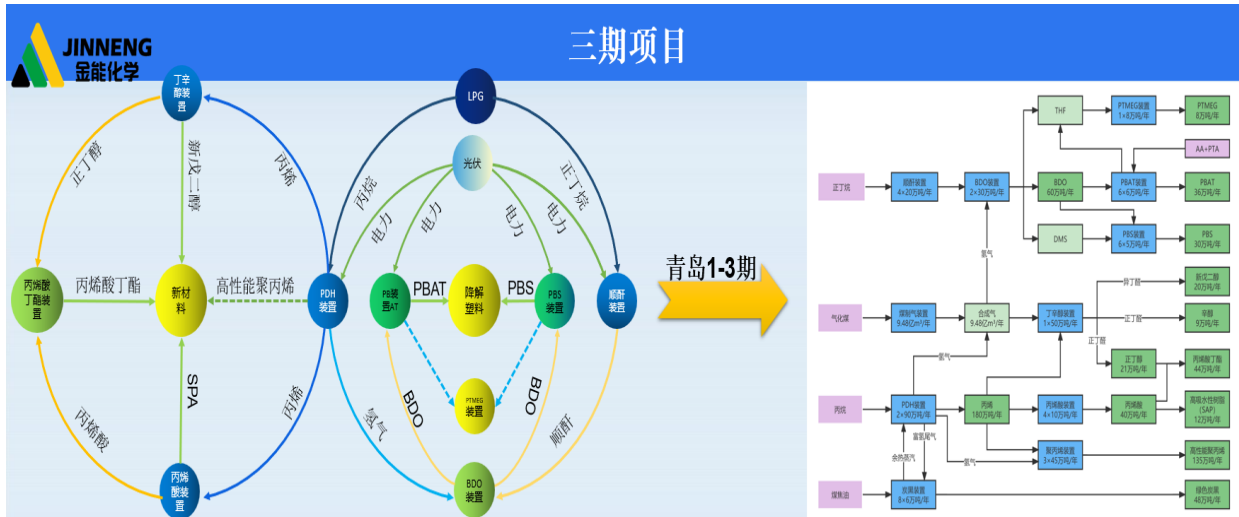 JINNENG
金能化学
三期项目
丁辛
醇装
置
LPG
光伏
正丁醇
新戊二醇
丙烯
丙烷
电力
电力
电力
电力
正丁烷
丙烯酸
丁酯装
置
丙烯酸丁酯
新材
料
高性能聚丙烯
PDH
装置
PB装
置AT
PBAT
降解
塑料
PBS
PBS
装置
顺酐
装置
SPA
丙烯酸
丙烯
氢气
BDO
PTMEG
装置
BDO
顺酐
丙烯
酸装
置
BDO
装置
青岛1-3期
THF
PTMEG装置
1×8万吨/年
PTMEG
8万吨/年
AA+PTA
正丁烷
顺酐装置
4×20万吨/年
BDO装置
2×30万吨/年
BDO
60万吨/年
PBAT装置
6×6万吨/年
PBAT
36万吨/年
DMS
PBS装置
6×5万吨/年
PBS
30万吨/年
氢气
异丁醛
新戊二醇
20万吨/年
气化煤
煤制气装置
9.48亿m³/年
合成气
9.48亿m³/年
丁辛醇装置
1×50万吨/年
正丁醛
辛醇
9万吨/年
正丁醛
氢气
正丁醇
21万吨/年
丙烯酸丁酯
44万吨/年
丙烷
PDH装置
2×90万吨/年
丙烯
180万吨/年
丙烯酸装置
4×10万吨/年
丙烯酸
40万吨/年
高吸水性树脂
(SAP)
12万吨/年
富氢尾气
余热蒸汽
氢气
聚丙烯装置
3×45万吨/年
高性能聚丙烯
135万吨/年
煤焦油
炭黑装置
8×6万吨/年
绿色炭黑
48万吨/年